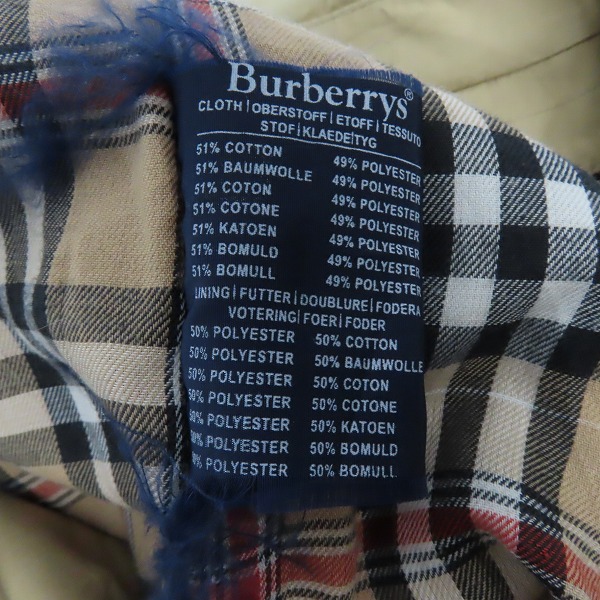 Burberrys®
CLOTH|OBERSTOFF|ETOFF|TESSUTO
STOF|KLAEDE|TYG
51% COTTON 49% POLYESTER
51% BAUMWOLLE 49% POLYESTER
51% COTON 49% POLYESTER
51% COTONE 49% POLYESTER
51% KATOEN 49% POLYESTER
51% BOMULD 49% POLYESTER
51% BOMULL 49% POLYESTER
LINING|FUTTER|DOUBLURE|FODERA
VOTERING|FOER|FODER
50% POLYESTER 50% COTTON
50% POLYESTER 50% BAUMWOLLE
50% POLYESTER 50% COTON
50% POLYESTER 50% COTONE
50% POLYESTER 50% KATOEN
50% POLYESTER 50% BOMULD
50% POLYESTER 50% BOMULL